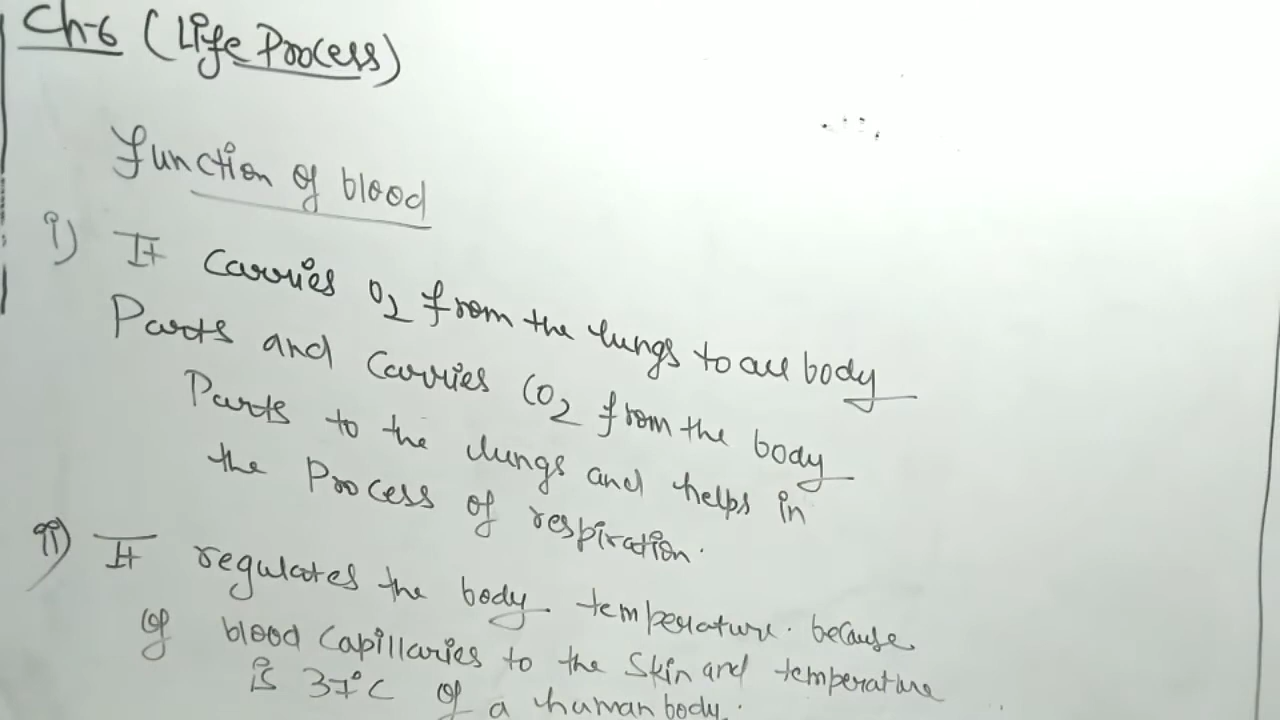 Ch-6 (Life Process)
Function of blood
i) It Carries O2 from the lungs to all body
Parts and Carries CO2 from the body
Parts to the lungs and helps in
the Process of respiration.
ii) It regulates the body temperature. because
of blood Capillaries to the Skin and temperature
is 37°C of a human body.